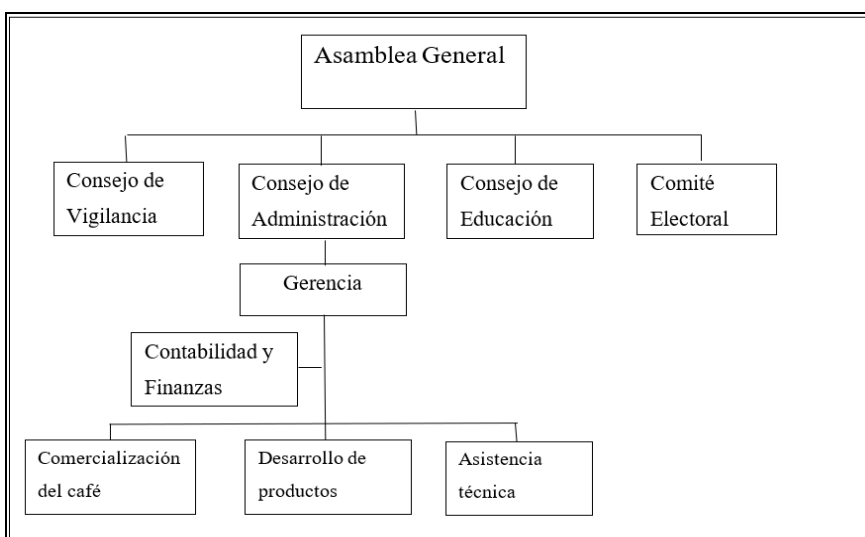 Asamblea General
Consejo de
Vigilancia
Consejo de
Administración
Consejo de
Educación
Comité
Electoral
Gerencia
Contabilidad y
Finanzas
Comercialización
del café
Desarrollo de
productos
Asistencia
técnica